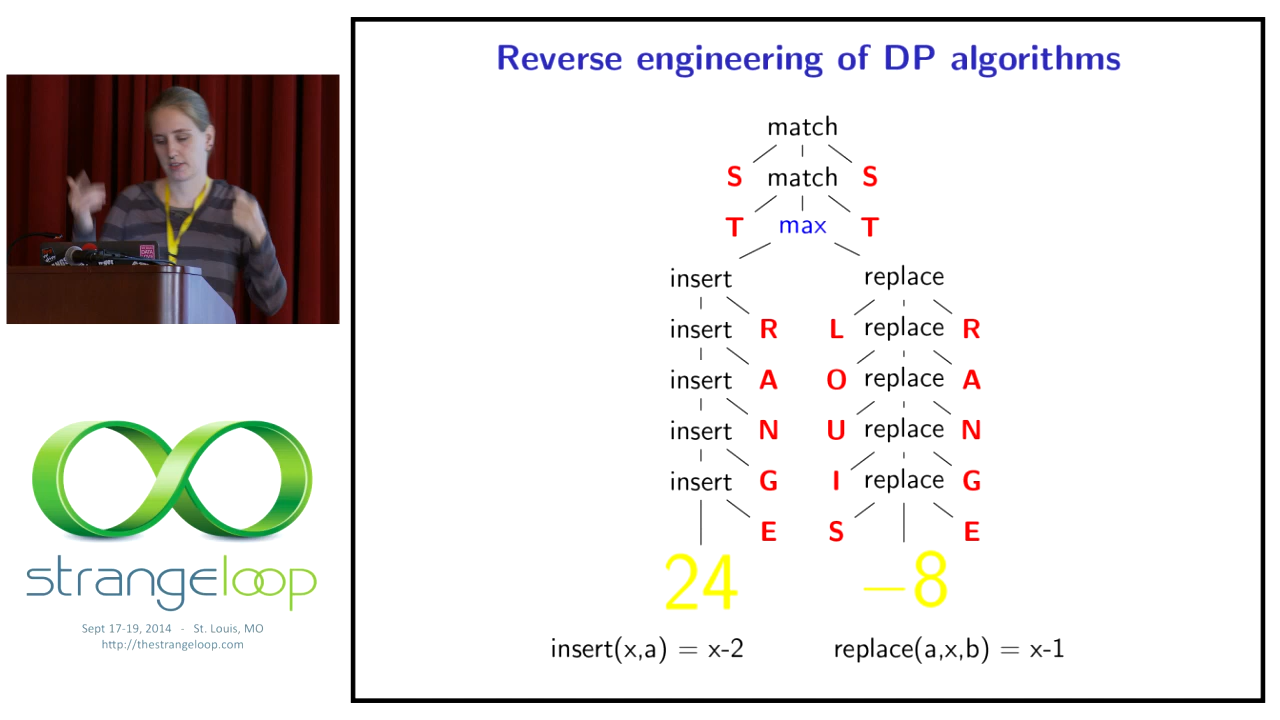 Reverse engineering of DP algorithms
match
S match S
T max T
insert replace
insert R L replace R
insert A O replace A
insert N U replace N
insert G I replace G
E S E
24 −8
insert(x,a) = x-2 replace(a,x,b) = x-1
strangeloop
Sept 17-19, 2014 - St. Louis, MO
http://thestrangeloop.com